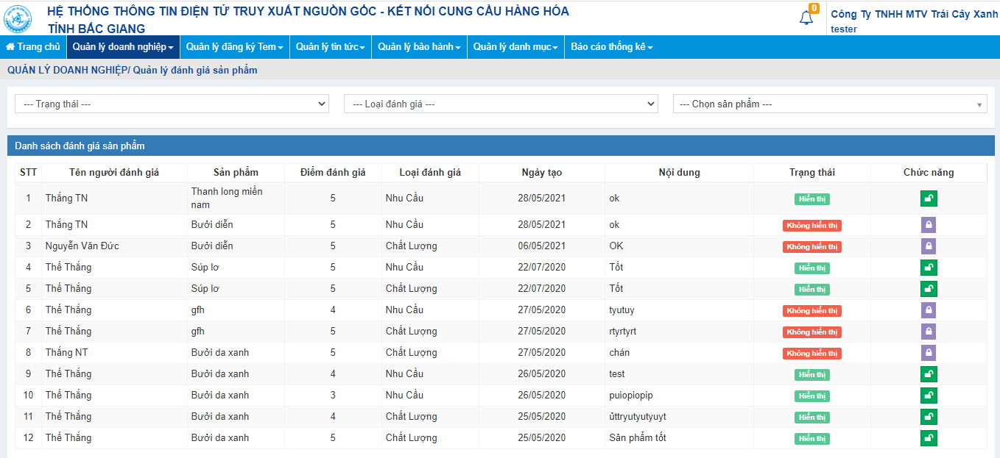 HỆ THỐNG THÔNG TIN ĐIỆN TỬ TRUY XUẤT NGUỒN GỐC - KẾT NỐI CUNG CẦU HÀNG HÓA
TỈNH BẮC GIANG
0
Công Ty TNHH MTV Trái Cây Xanh
tester
Trang chủ Quản lý doanh nghiệp Quản lý đăng ký Tem Quản lý tin tức Quản lý bảo hành Quản lý danh mục Báo cáo thống kê
QUẢN LÝ DOANH NGHIỆP/ Quản lý đánh giá sản phẩm
--- Trạng thái --- --- Loại đánh giá --- --- Chọn sản phẩm ---
Danh sách đánh giá sản phẩm
STT Tên người đánh giá Sản phẩm Điểm đánh giá Loại đánh giá Ngày tạo Nội dung Trạng thái Chức năng
1 Thắng TN Thanh long miền nam 5 Nhu Cầu 28/05/2021 ok Hiển thị
2 Thắng TN Bưởi diễn 5 Nhu Cầu 28/05/2021 ok Không hiển thị
3 Nguyễn Văn Đức Bưởi diễn 5 Chất Lượng 06/05/2021 OK Không hiển thị
4 Thế Thắng Súp lơ 5 Nhu Cầu 22/07/2020 Tốt Hiển thị
5 Thế Thắng Súp lơ 5 Chất Lượng 22/07/2020 Tốt Hiển thị
6 Thế Thắng gfh 4 Nhu Cầu 27/05/2020 tyutuy Không hiển thị
7 Thế Thắng gfh 5 Chất Lượng 27/05/2020 rtyrtyrt Không hiển thị
8 Thắng NT Bưởi da xanh 5 Chất Lượng 27/05/2020 chán Không hiển thị
9 Thế Thắng Bưởi da xanh 4 Nhu Cầu 26/05/2020 test Hiển thị
10 Thế Thắng Bưởi da xanh 3 Nhu Cầu 26/05/2020 puiopiopip Hiển thị
11 Thế Thắng Bưởi da xanh 4 Chất Lượng 25/05/2020 ủttryutyutyuyt Hiển thị
12 Thế Thắng Bưởi da xanh 5 Chất Lượng 25/05/2020 Sản phẩm tốt Hiển thị